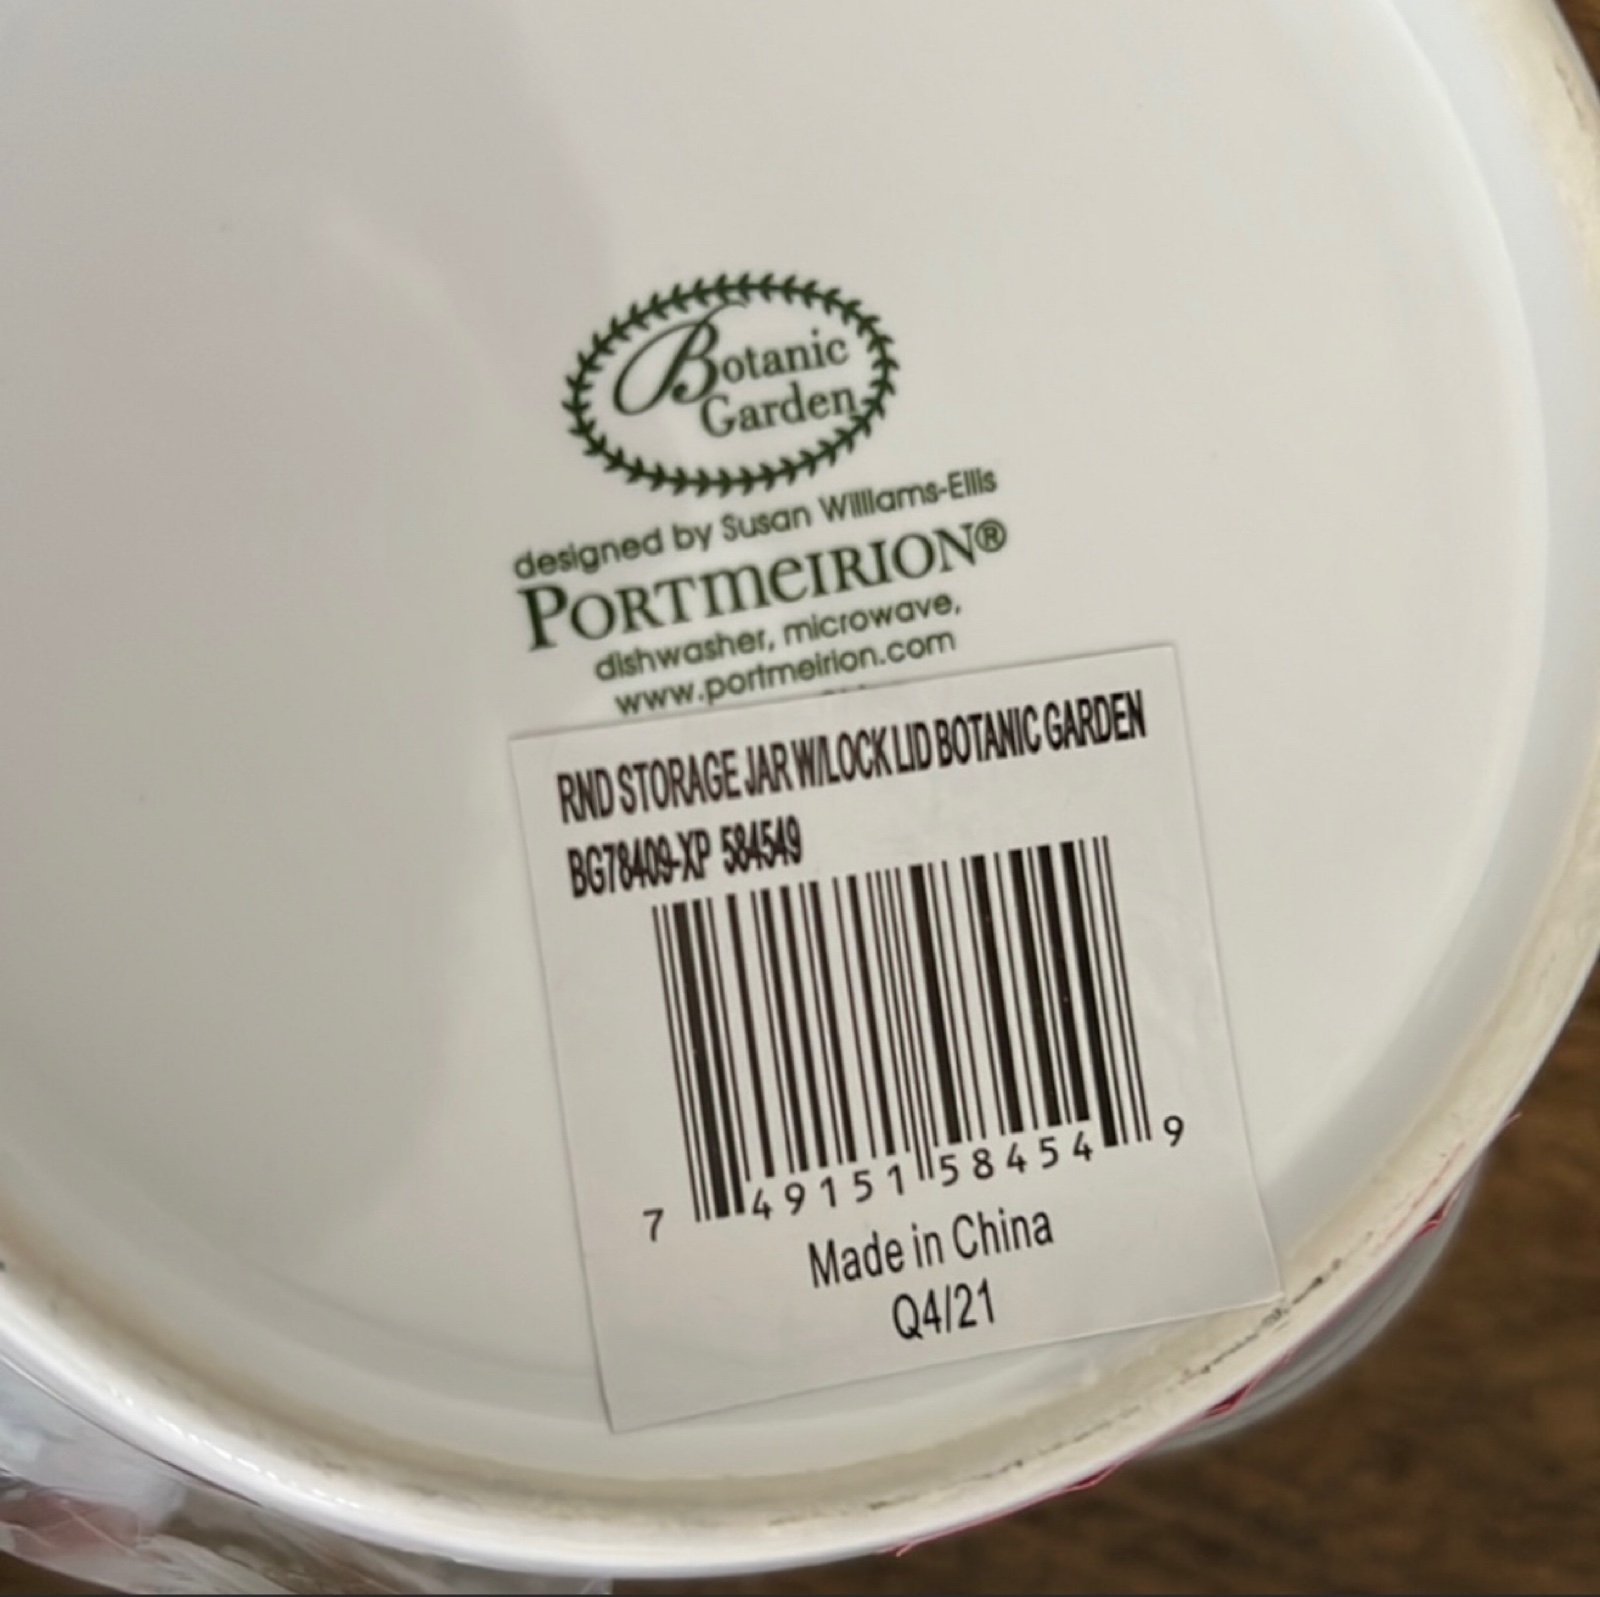 Botanic
Garden
designed by Susan Williams-Ellis
PORTMEIRION®
dishwasher, microwave,
www.portmeirion.com
RND STORAGE JAR W/LOCK LID BOTANIC GARDEN
BG78409-XP 584549
7 49151 58454 9
Made in China
Q4/21